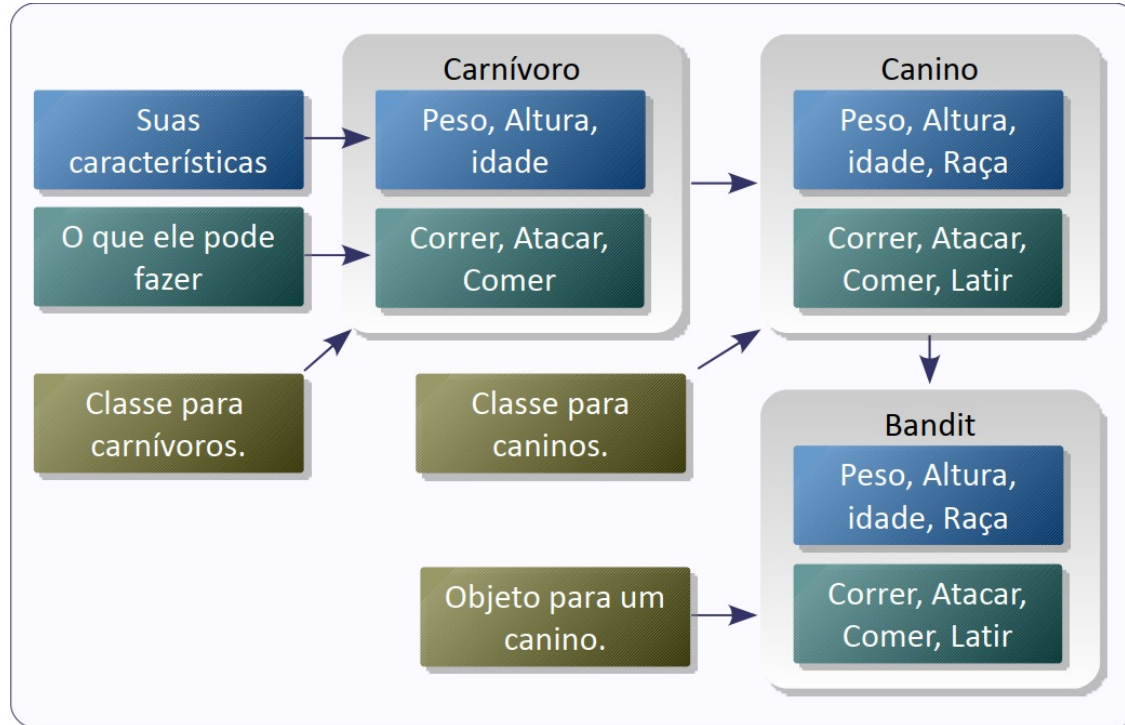 Carnívoro
Canino
Suas
características
Peso, Altura,
idade
Peso, Altura,
idade, Raça
O que ele pode
fazer
Correr, Atacar,
Comer
Correr, Atacar,
Comer, Latir
Classe para
carnívoros.
Classe para
caninos.
Bandit
Peso, Altura,
idade, Raça
Objeto para um
canino.
Correr, Atacar,
Comer, Latir